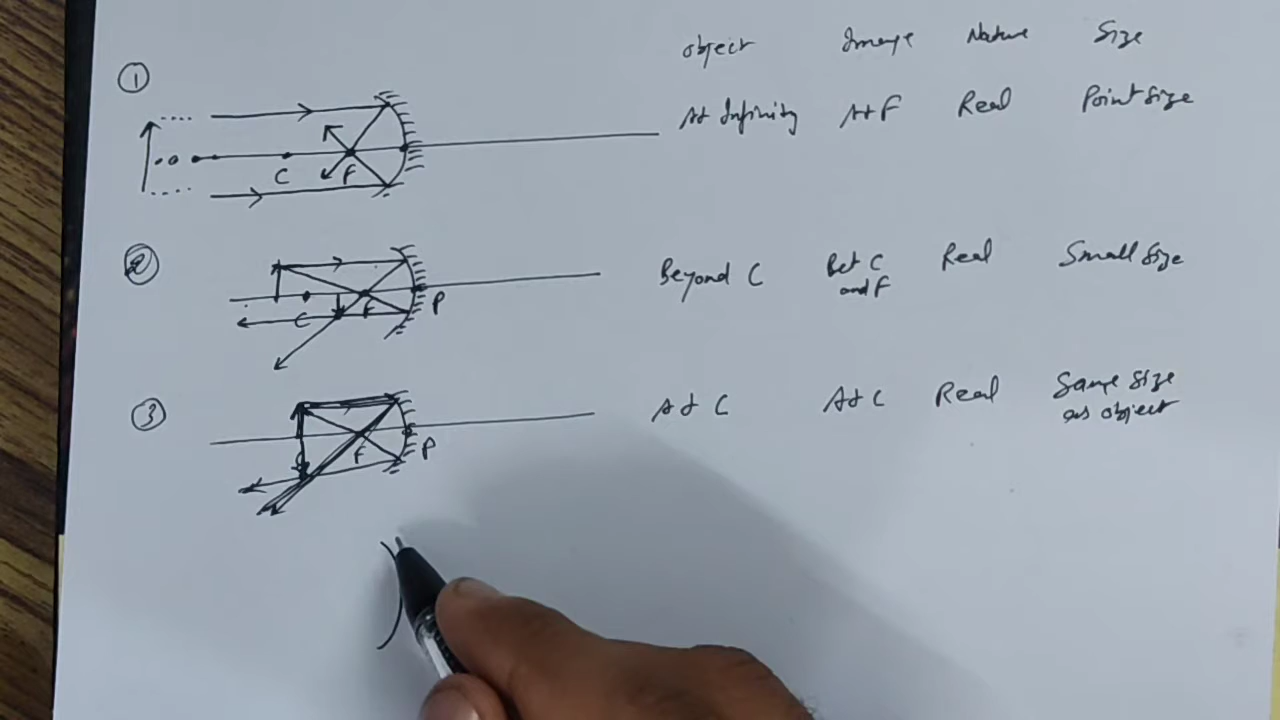 object Image Nature Size
① At Infinity At F Real Point Size
C F
② Beyond C Bet C and F Real Small Size
C F P
③ At C At C Real Same Size as object
C F P